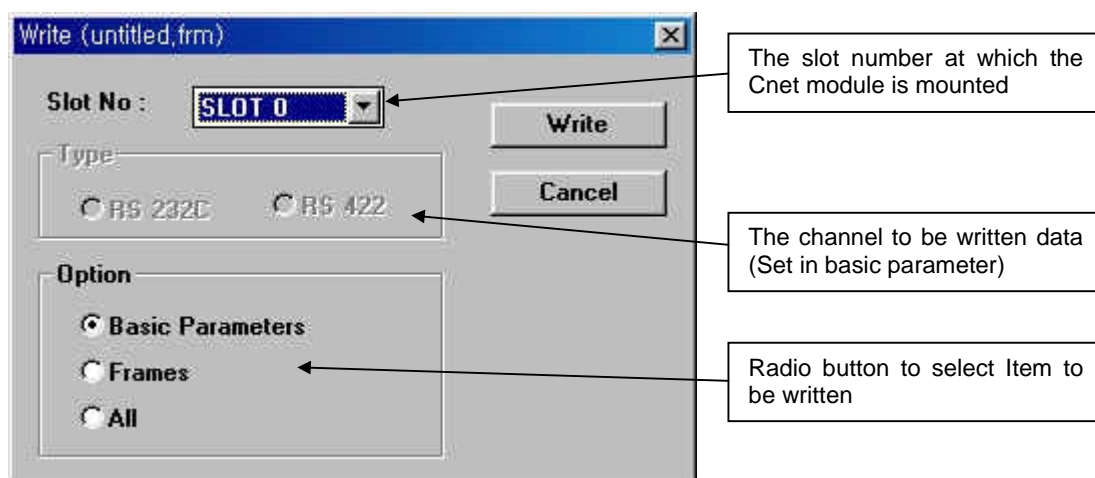 Write (untitled,frm)
Slot No :
SLOT 0
Write
Cancel
Type
RS 232C
RS 422
Option
Basic Parameters
Frames
All
The slot number at which the
Cnet module is mounted
The channel to be written data
(Set in basic parameter)
Radio button to select Item to
be written